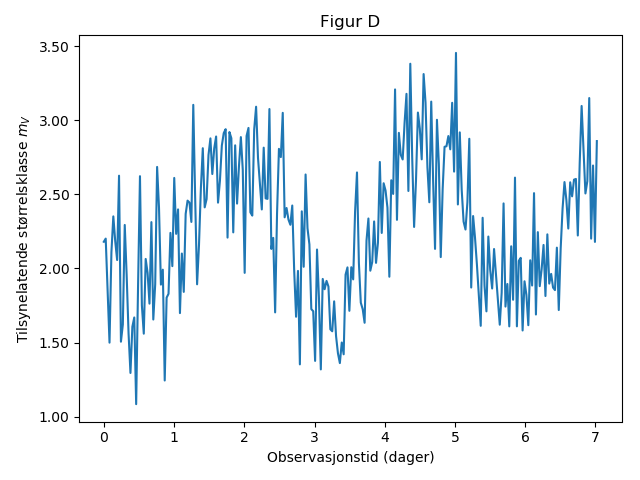 Figur D
3.50
3.00
2.50
2.00
1.50
1.00
Tilsynelatende størrelsklasse m_V
0 1 2 3 4 5 6 7
Observasjonstid (dager)